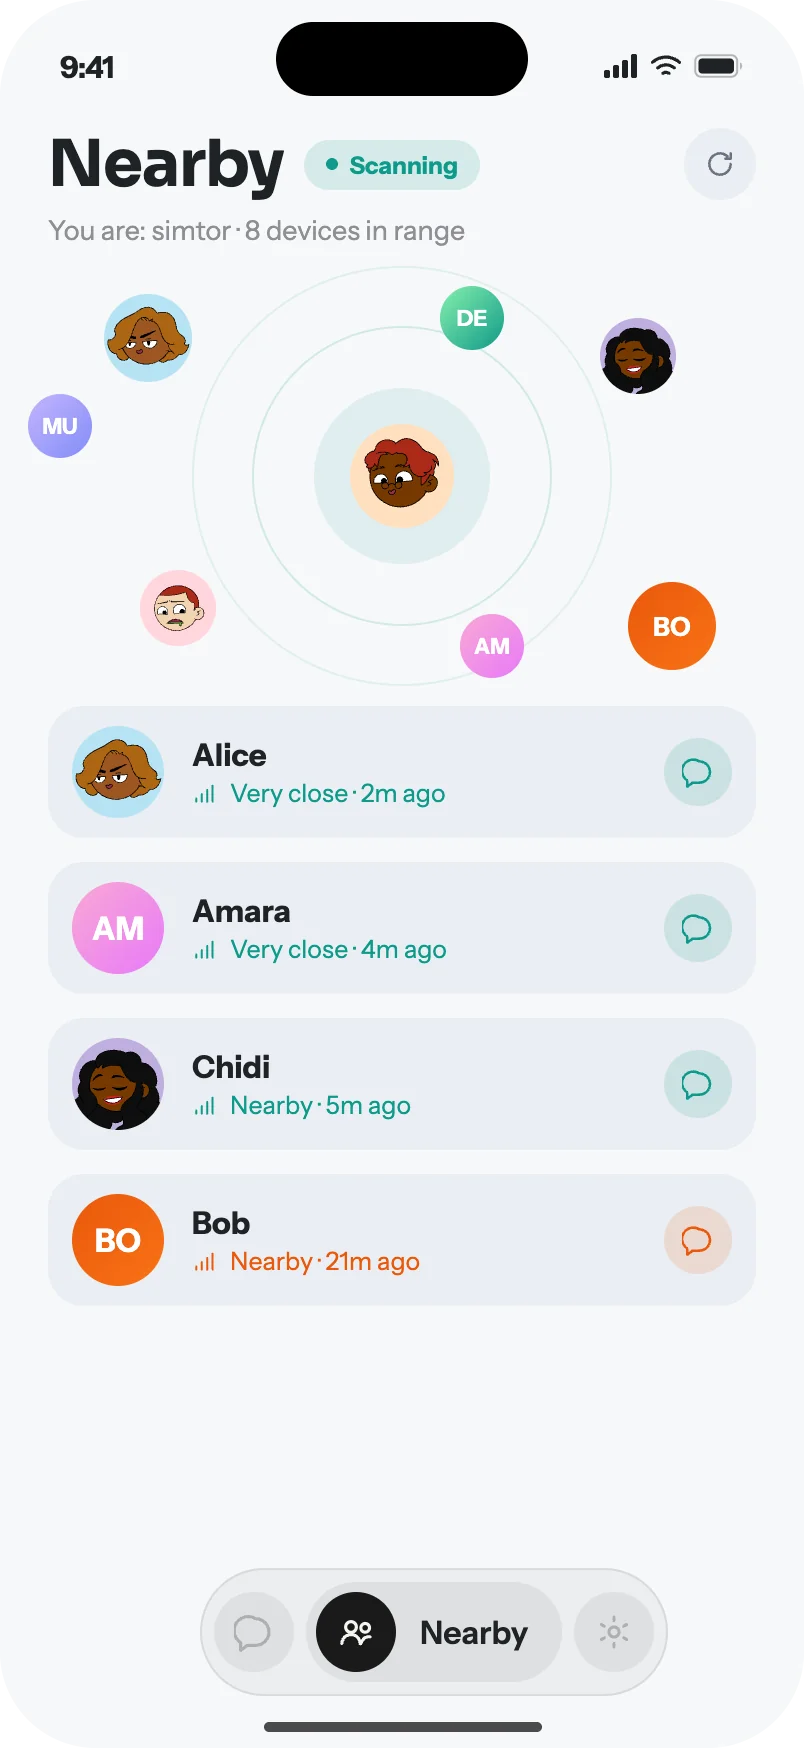 9:41
Nearby
Scanning
You are: simtor · 8 devices in range
DE
MU
AM
BO
Alice
Very close · 2m ago
AM
Amara
Very close · 4m ago
Chidi
Nearby · 5m ago
BO
Bob
Nearby · 21m ago
Nearby